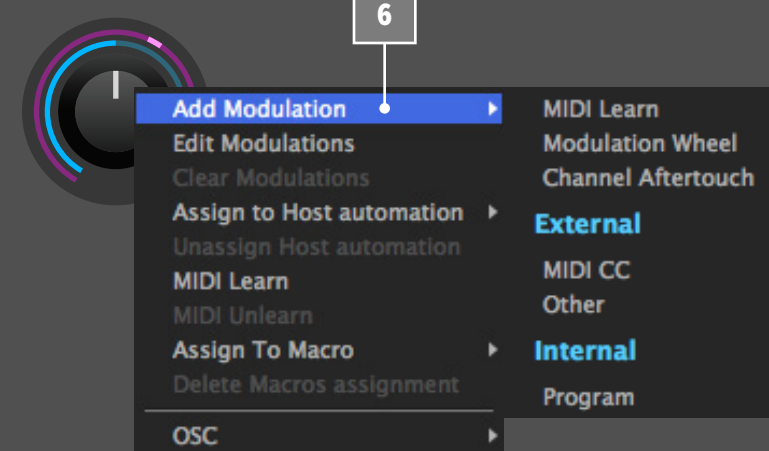 6
Add Modulation
Edit Modulations
Clear Modulations
Assign to Host automation
Unassign Host automation
MIDI Learn
MIDI Unlearn
Assign To Macro
Delete Macros assignment
OSC
MIDI Learn
Modulation Wheel
Channel Aftertouch
External
MIDI CC
Other
Internal
Program